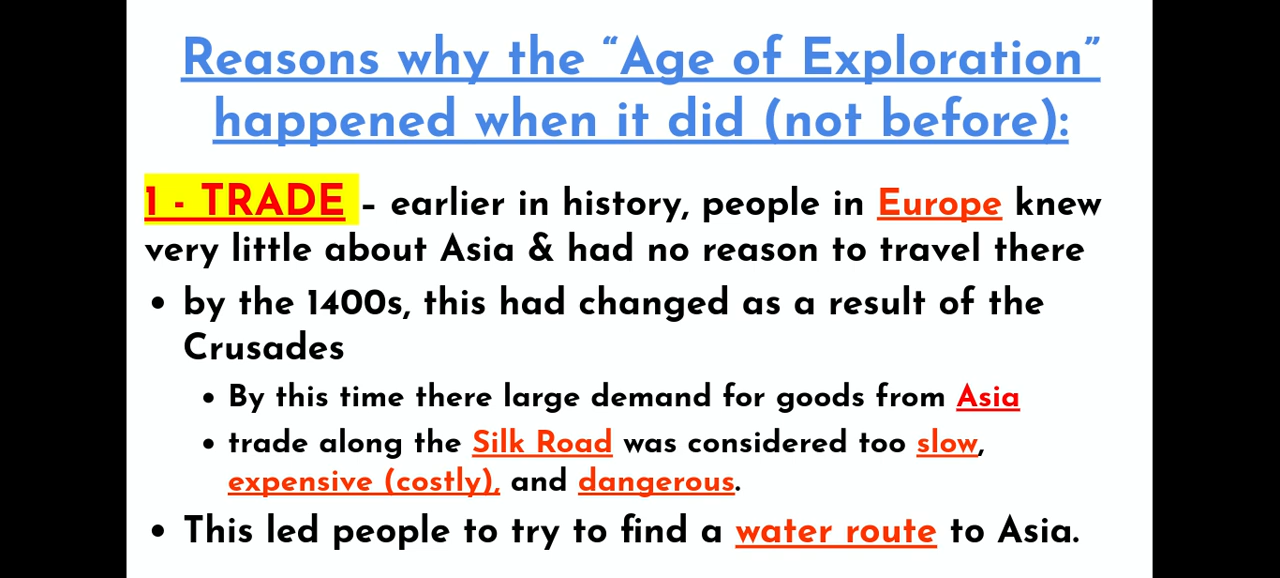 Reasons why the “Age of Exploration”
happened when it did (not before):
1 - TRADE – earlier in history, people in Europe knew
very little about Asia & had no reason to travel there
• by the 1400s, this had changed as a result of the
Crusades
• By this time there large demand for goods from Asia
• trade along the Silk Road was considered too slow,
expensive (costly), and dangerous.
• This led people to try to find a water route to Asia.